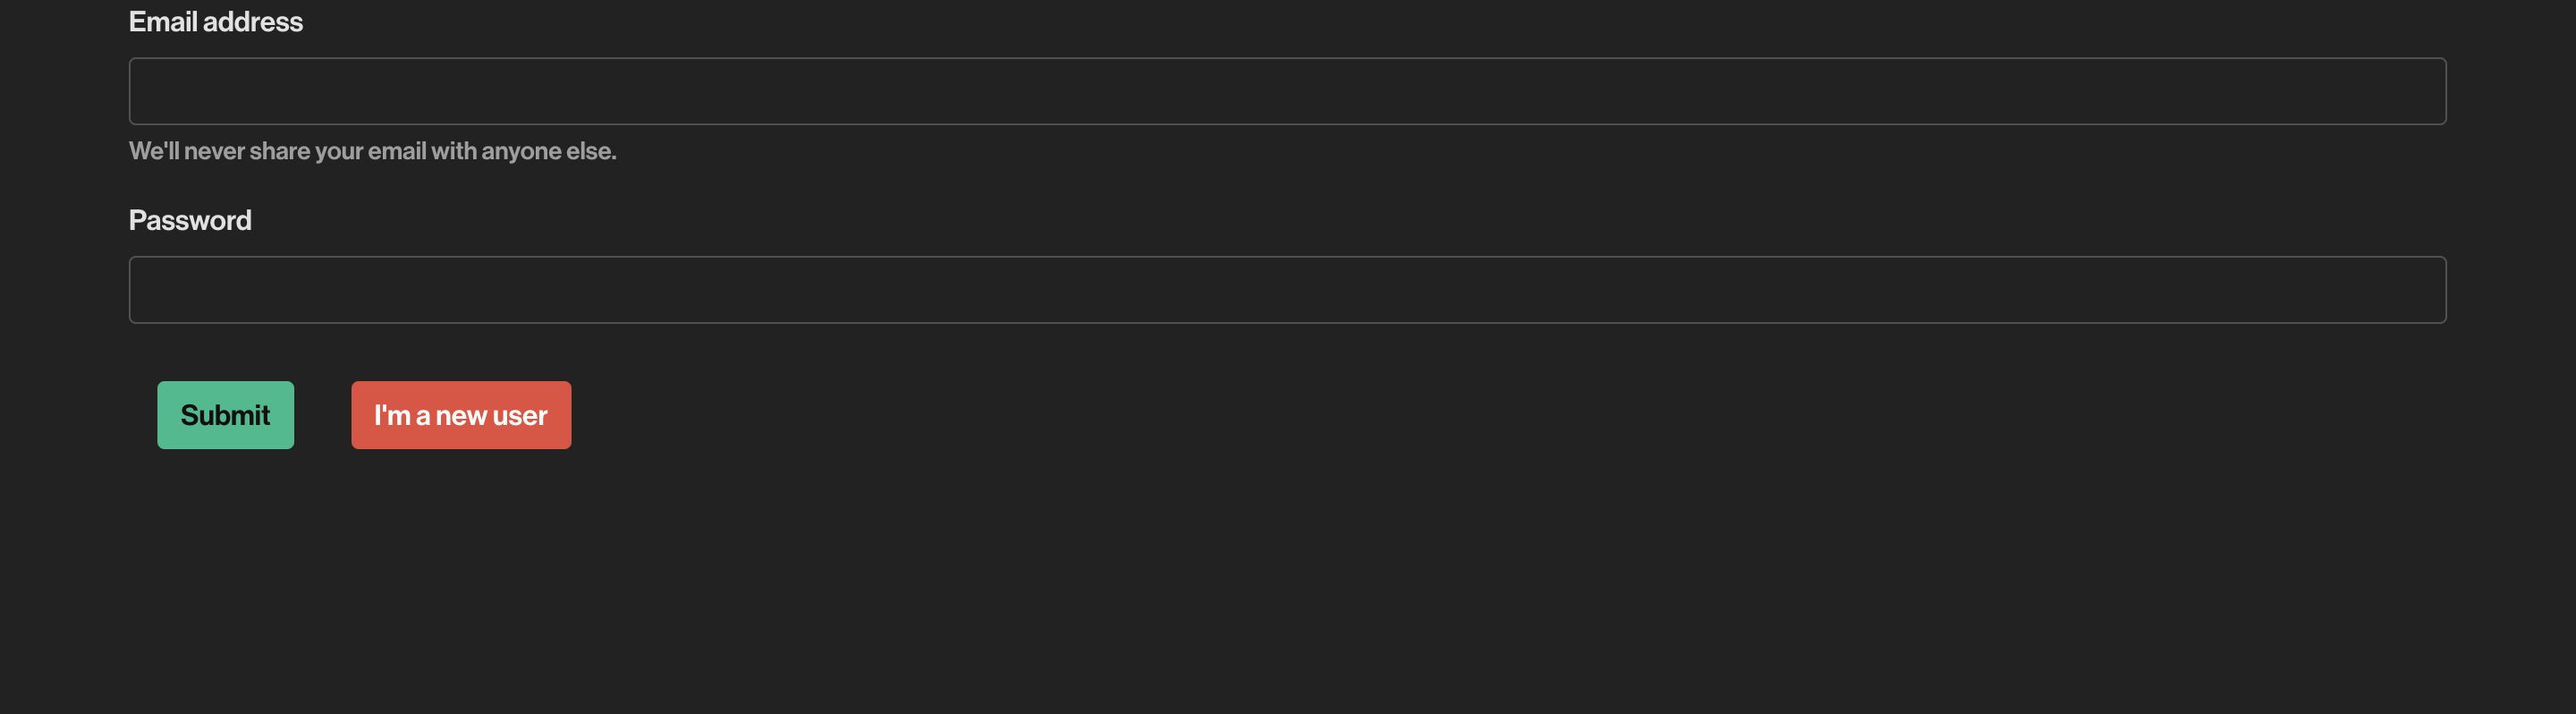 Email address
We'll never share your email with anyone else.
Password
Submit
I'm a new user